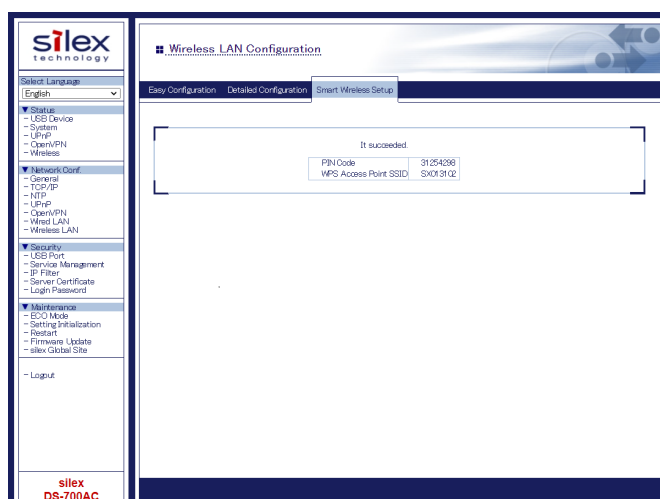 silex
technology
Select Language
English
▼ Status
- USB Device
- System
- UPnP
- OpenVPN
- Wireless
▼ Network Conf.
- General
- TCP/IP
- NTP
- UPnP
- OpenVPN
- Wired LAN
- Wireless LAN
▼ Security
- USB Port
- Service Management
- IP Filter
- Server Certificate
- Login Password
▼ Maintenance
- ECO Mode
- Setting Initialization
- Restart
- Firmware Update
- silex Global Site
- Logout
silex
DS-700AC
Wireless LAN Configuration
Easy Configuration Detailed Configuration Smart Wireless Setup
It succeeded.
PIN Code 31254298
WPS Access Point SSID SX013102